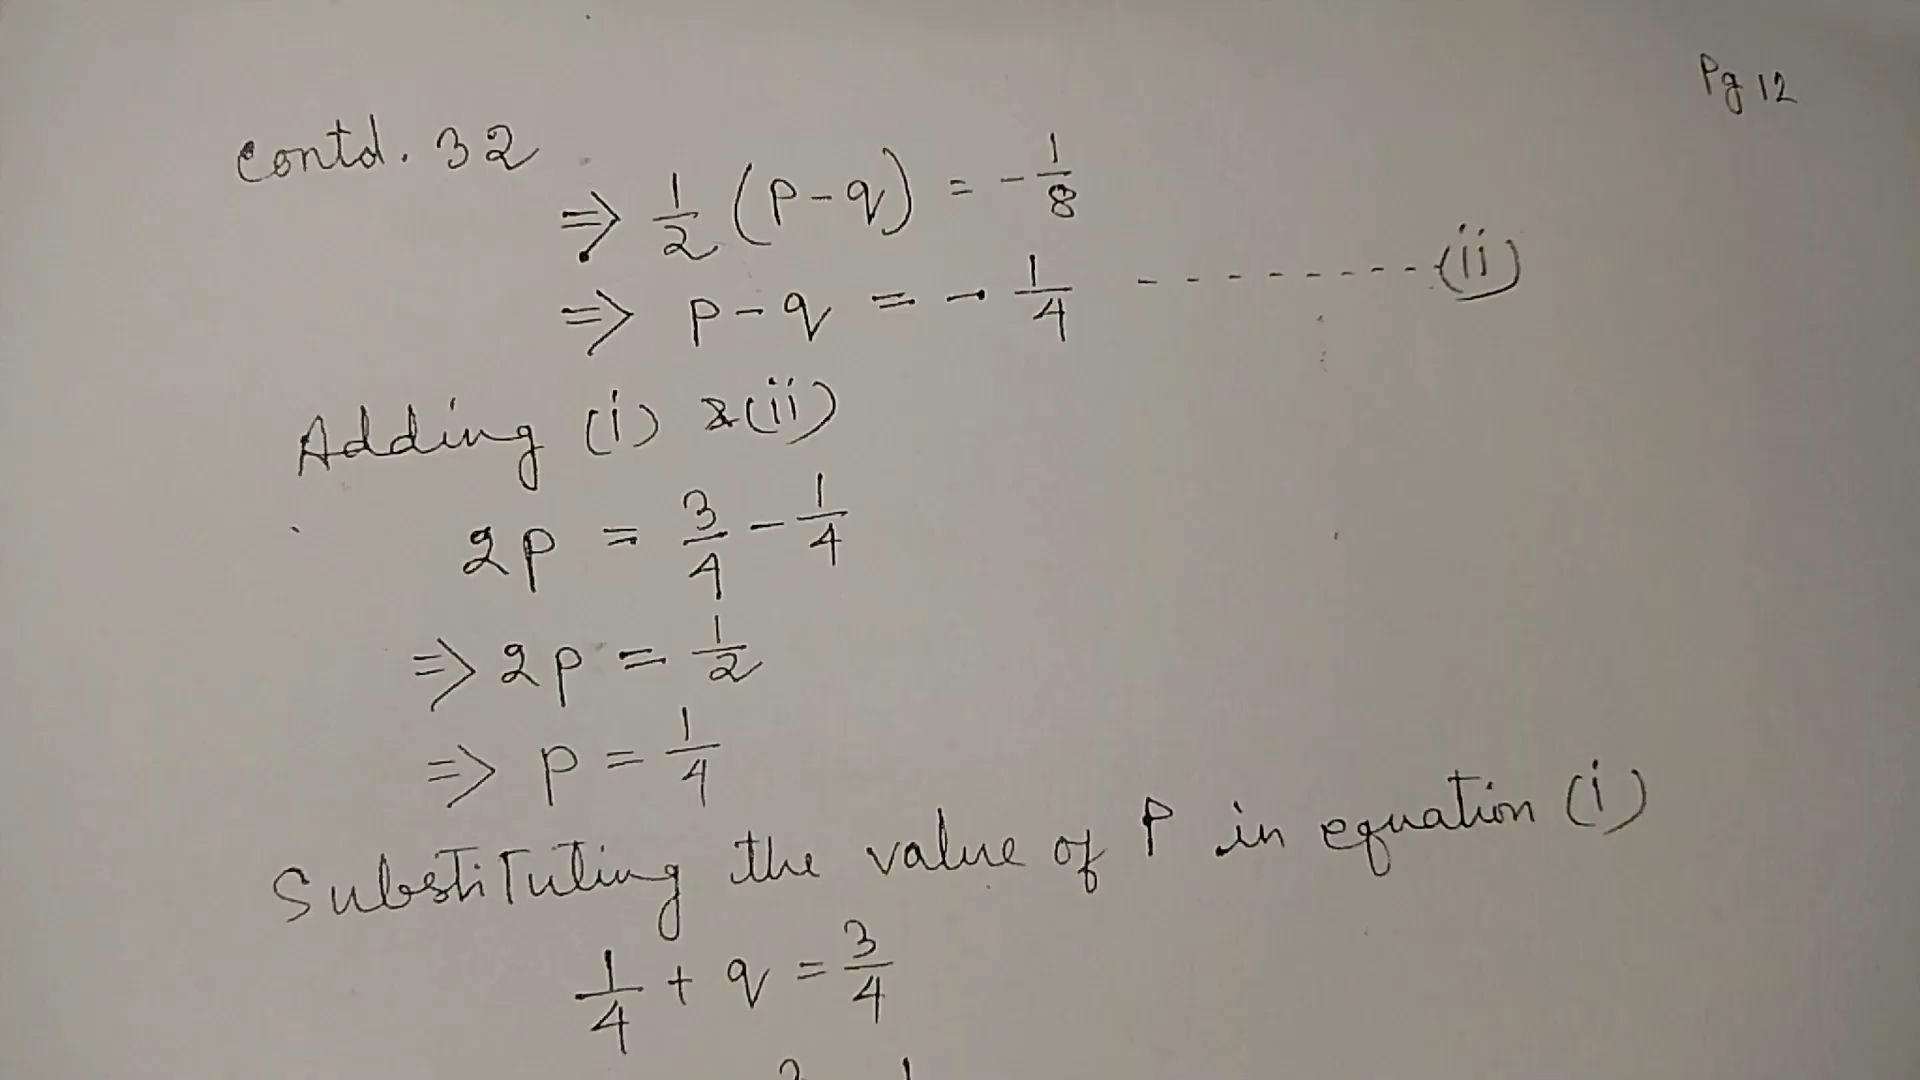 Pg 12
Contd. 32
⇒ 1/2 (p-q) = - 1/8
⇒ p-q = - 1/4 --------- (ii)
Adding (i) & (ii)
2p = 3/4 - 1/4
⇒ 2p = 1/2
⇒ p = 1/4
Substituting the value of P in equation (i)
1/4 + q = 3/4